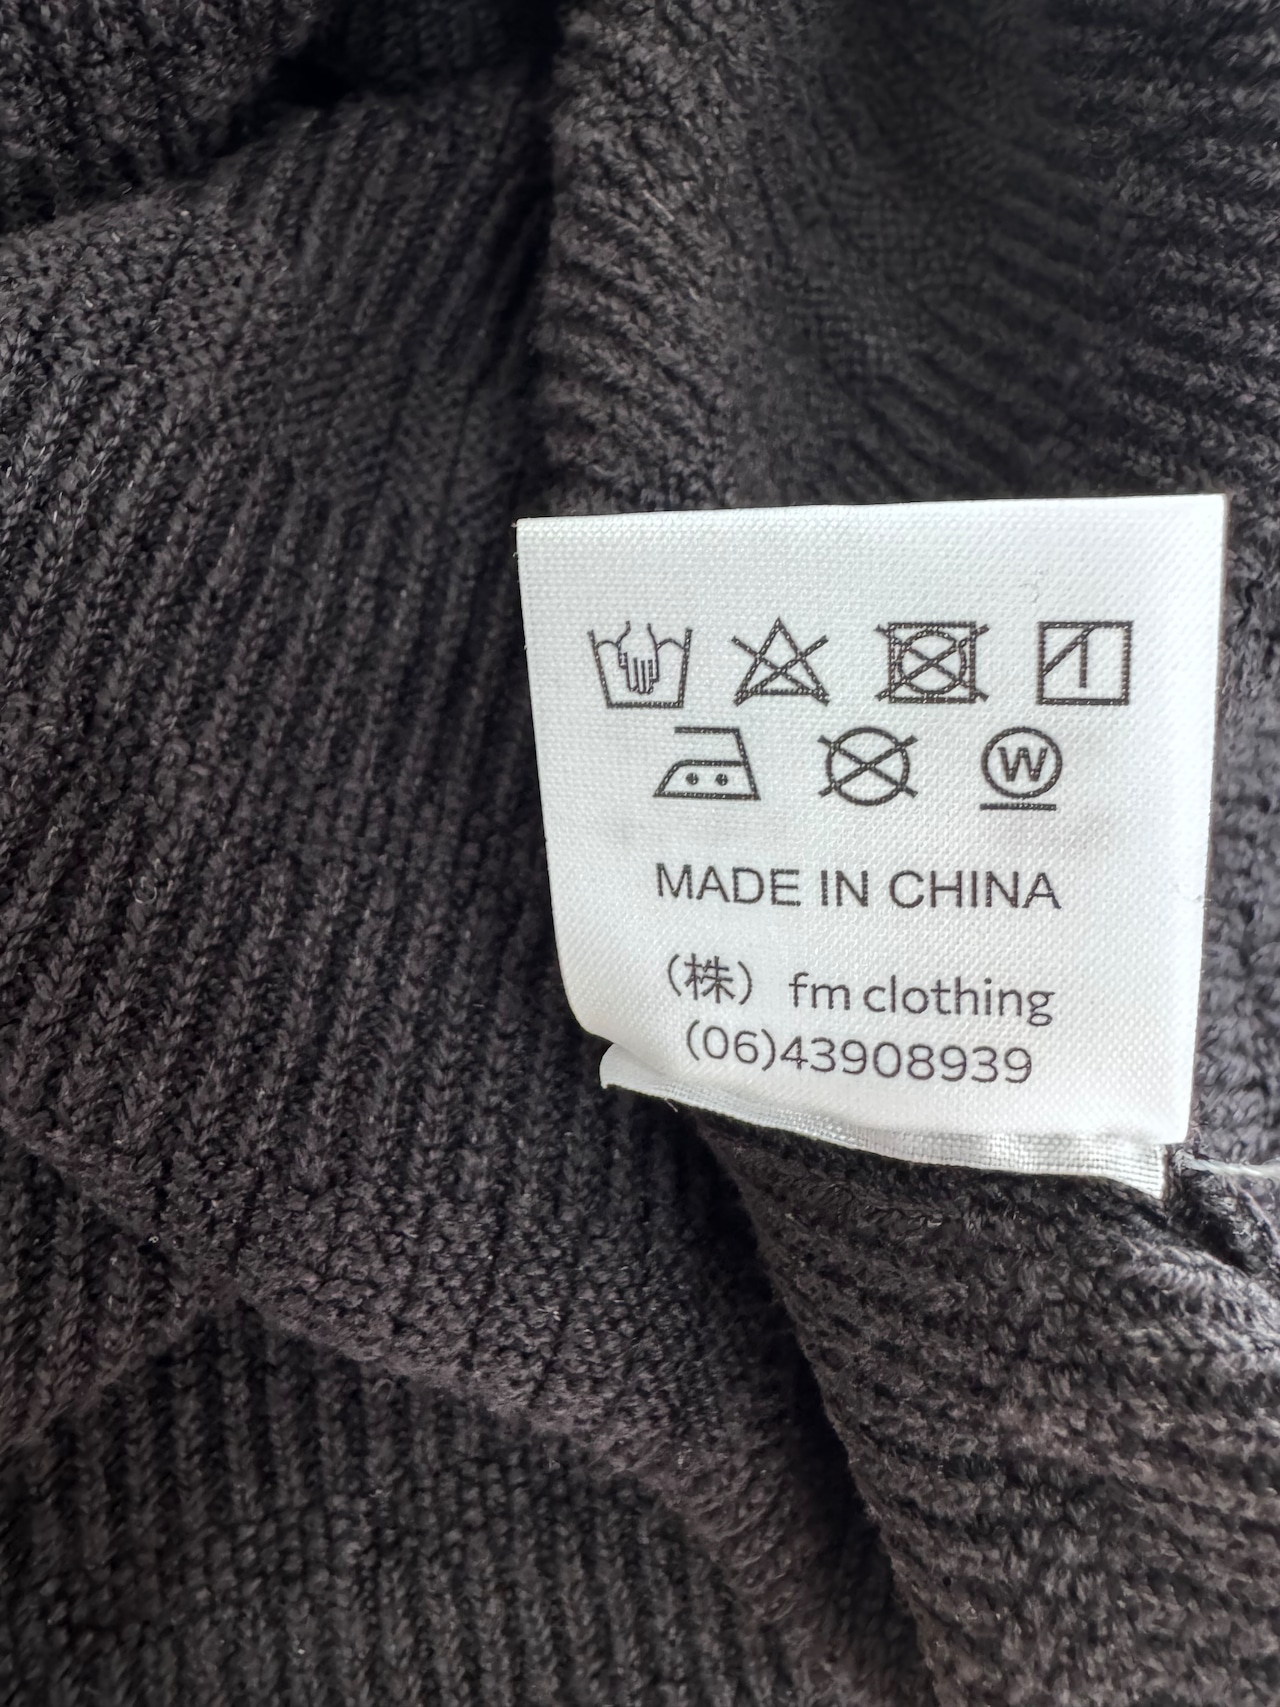 W
MADE IN CHINA
（株） fm clothing
(06)43908939